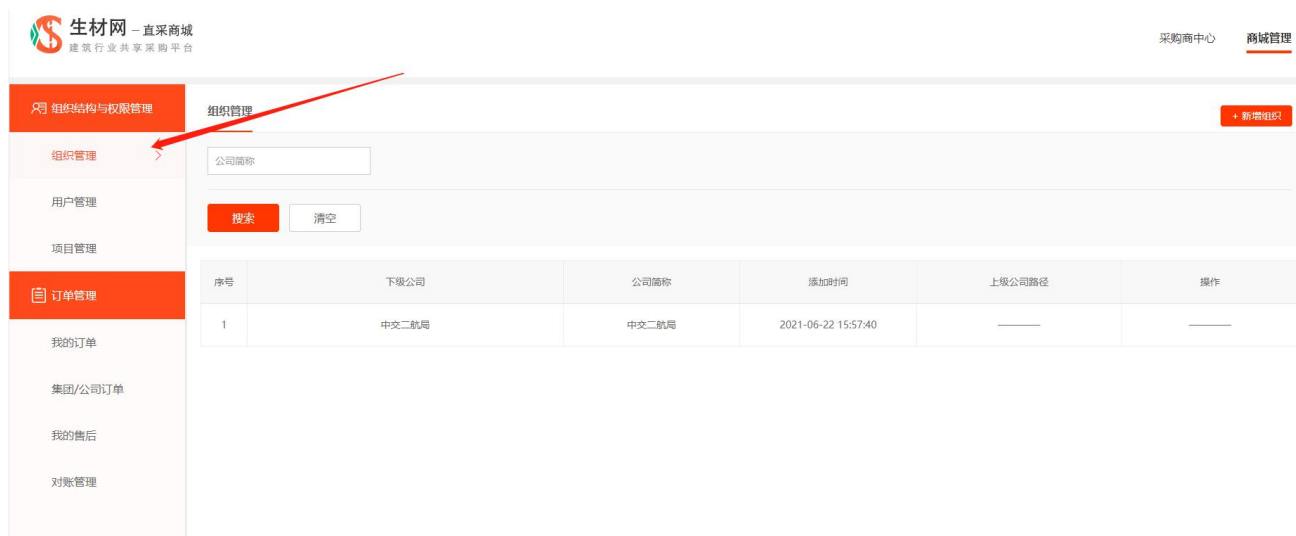 生材网 – 直采商城
建筑行业共享采购平台
采购商中心 商城管理
组织结构与权限管理
组织管理
用户管理
项目管理
订单管理
我的订单
集团/公司订单
我的售后
对账管理
组织管理
+ 新增组织
公司简称
搜索 清空
序号 下级公司 公司简称 添加时间 上级公司路径 操作
1 中交二航局 中交二航局 2021-06-22 15:57:40 ——— ———